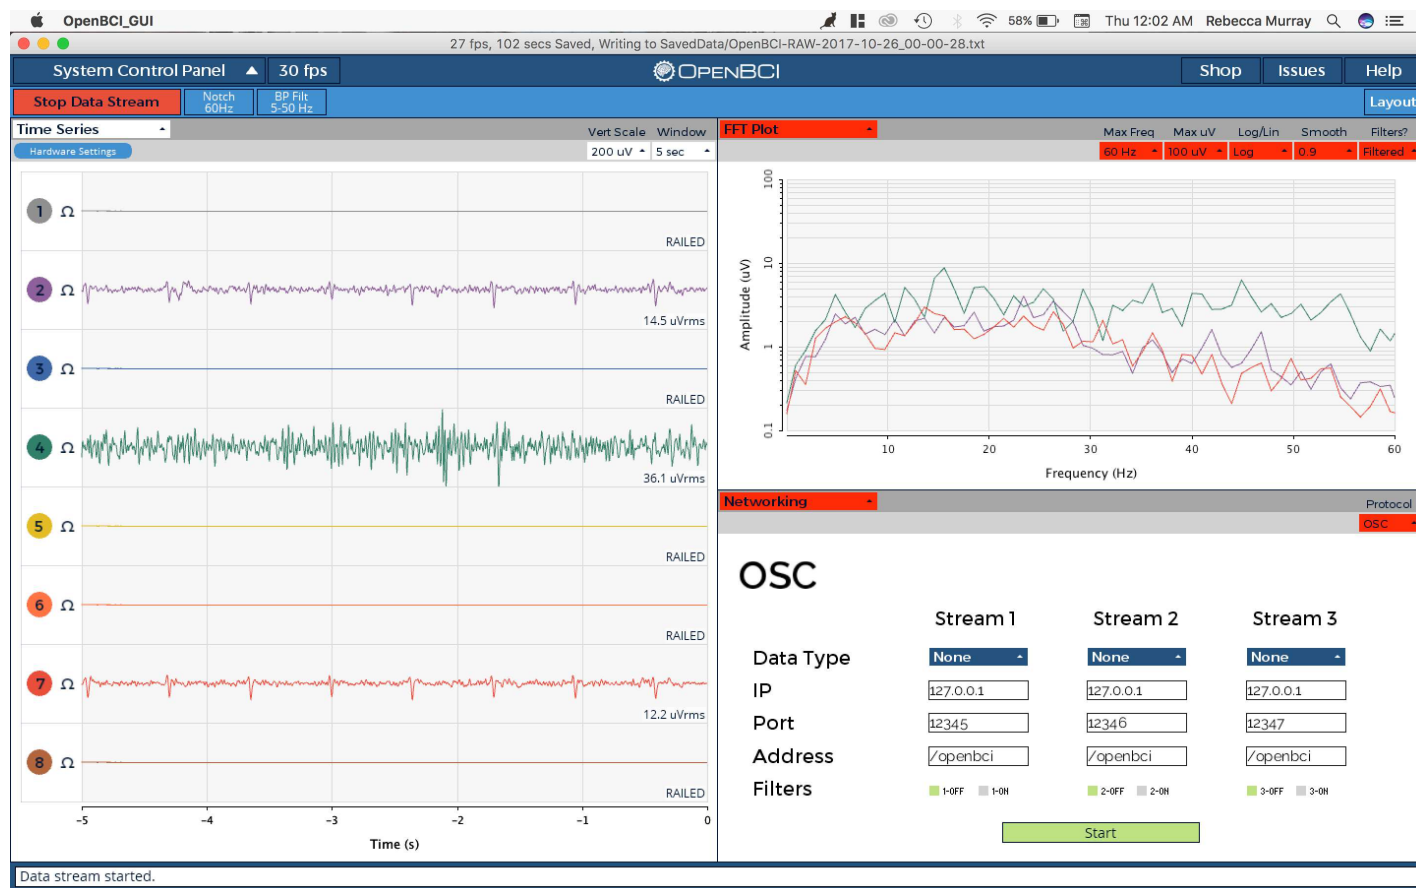 OpenBCI_GUI
58%
Thu 12:02 AM Rebecca Murray
27 fps, 102 secs Saved, Writing to SavedData/OpenBCI-RAW-2017-10-26_00-00-28.txt
System Control Panel 30 fps
OPENBCI
Shop Issues Help
Stop Data Stream
Notch
60Hz
BP Filt
5-50 Hz
Layout
Time Series
Vert Scale Window
Hardware Settings
200 uV 5 sec
1 Ω
RAILED
2 Ω
14.5 uVrms
3 Ω
RAILED
4 Ω
36.1 uVrms
5 Ω
RAILED
6 Ω
RAILED
7 Ω
12.2 uVrms
8 Ω
RAILED
-5 -4 -3 -2 -1 0
Time (s)
FFT Plot
Max Freq Max uV Log/Lin Smooth Filters?
60 Hz 100 uV Log 0.9 Filtered
100
10
1
0.1
Amplitude (uV)
10 20 30 40 50 60
Frequency (Hz)
Networking
Protocol
OSC
OSC
Stream 1 Stream 2 Stream 3
Data Type None None None
IP 127.0.0.1 127.0.0.1 127.0.0.1
Port 12345 12346 12347
Address /openbci /openbci /openbci
Filters 1-OFF 1-ON 2-OFF 2-ON 3-OFF 3-ON
Start
Data stream started.